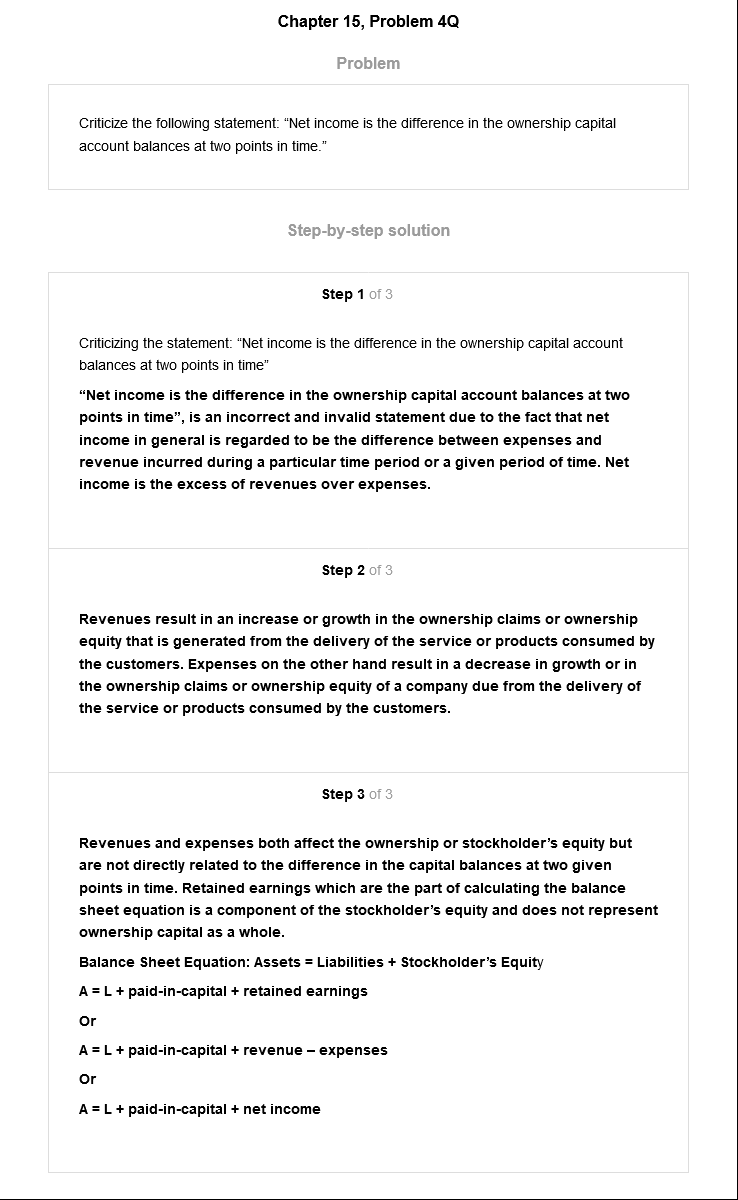 Chapter 15, Problem 4Q
Problem
Criticize the following statement: “Net income is the difference in the ownership capital
account balances at two points in time.”
Step-by-step solution
Step 1 of 3
Criticizing the statement: “Net income is the difference in the ownership capital account
balances at two points in time”
“Net income is the difference in the ownership capital account balances at two
points in time”, is an incorrect and invalid statement due to the fact that net
income in general is regarded to be the difference between expenses and
revenue incurred during a particular time period or a given period of time. Net
income is the excess of revenues over expenses.
Step 2 of 3
Revenues result in an increase or growth in the ownership claims or ownership
equity that is generated from the delivery of the service or products consumed by
the customers. Expenses on the other hand result in a decrease in growth or in
the ownership claims or ownership equity of a company due from the delivery of
the service or products consumed by the customers.
Step 3 of 3
Revenues and expenses both affect the ownership or stockholder’s equity but
are not directly related to the difference in the capital balances at two given
points in time. Retained earnings which are the part of calculating the balance
sheet equation is a component of the stockholder’s equity and does not represent
ownership capital as a whole.
Balance Sheet Equation: Assets = Liabilities + Stockholder’s Equity
A = L + paid-in-capital + retained earnings
Or
A = L + paid-in-capital + revenue – expenses
Or
A = L + paid-in-capital + net income